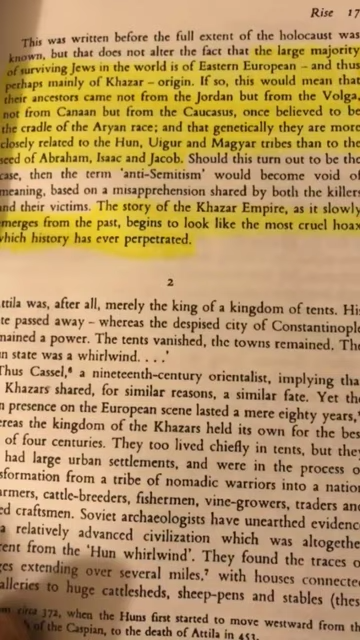 Rise 17
This was written before the full extent of the holocaust was
known, but that does not alter the fact that the large majority
of surviving Jews in the world is of Eastern European – and thus
perhaps mainly of Khazar – origin. If so, this would mean that
their ancestors came not from the Jordan but from the Volga,
not from Canaan but from the Caucasus, once believed to be
the cradle of the Aryan race; and that genetically they are more
closely related to the Hun, Uigur and Magyar tribes than to the
seed of Abraham, Isaac and Jacob. Should this turn out to be the
case, then the term 'anti-Semitism' would become void of
meaning, based on a misapprehension shared by both the killers
and their victims. The story of the Khazar Empire, as it slowly
emerges from the past, begins to look like the most cruel hoax
which history has ever perpetrated.
2
ttila was, after all, merely the king of a kingdom of tents. His
te passed away – whereas the despised city of Constantinople
mained a power. The tents vanished, the towns remained. The
n state was a whirlwind. . . .'
Thus Cassel,⁶ a nineteenth-century orientalist, implying tha
Khazars shared, for similar reasons, a similar fate. Yet the
n presence on the European scene lasted a mere eighty years,
ereas the kingdom of the Khazars held its own for the bes
of four centuries. They too lived chiefly in tents, but they
had large urban settlements, and were in the process o
sformation from a tribe of nomadic warriors into a nation
armers, cattle-breeders, fishermen, vine-growers, traders and
ed craftsmen. Soviet archaeologists have unearthed evidenc
a relatively advanced civilization which was altogethe
rent from the 'Hun whirlwind'. They found the traces o
ges extending over several miles,⁷ with houses connected
alleries to huge cattlesheds, sheep-pens and stables (thes
om circa 372, when the Huns first started to move westward from th
of the Caspian, to the death of Attila in 453.